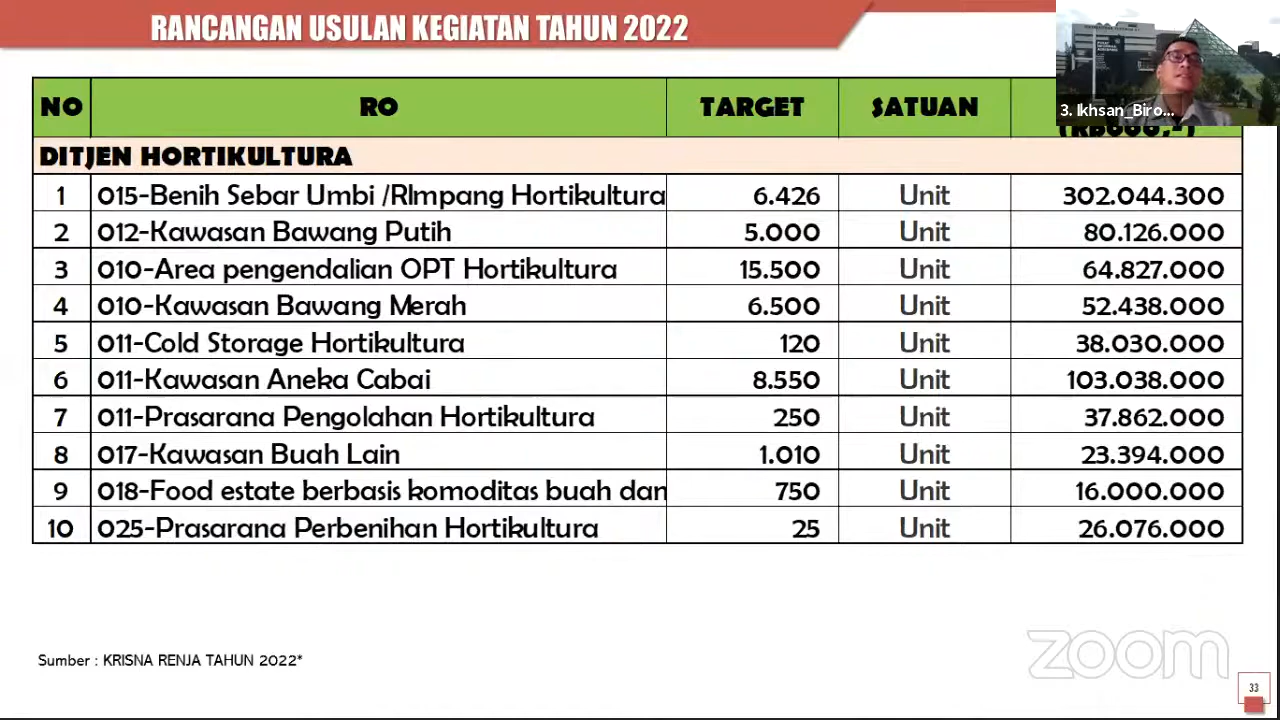 RANCANGAN USULAN KEGIATAN TAHUN 2022
3. Ikhsan_Biro...
NO RO TARGET SATUAN (Rp000,-)
DITJEN HORTIKULTURA
1 015-Benih Sebar Umbi /RImpang Hortikultura 6.426 Unit 302.044.300
2 012-Kawasan Bawang Putih 5.000 Unit 80.126.000
3 010-Area pengendalian OPT Hortikultura 15.500 Unit 64.827.000
4 010-Kawasan Bawang Merah 6.500 Unit 52.438.000
5 011-Cold Storage Hortikultura 120 Unit 38.030.000
6 011-Kawasan Aneka Cabai 8.550 Unit 103.038.000
7 011-Prasarana Pengolahan Hortikultura 250 Unit 37.862.000
8 017-Kawasan Buah Lain 1.010 Unit 23.394.000
9 018-Food estate berbasis komoditas buah dan 750 Unit 16.000.000
10 025-Prasarana Perbenihan Hortikultura 25 Unit 26.076.000
Sumber : KRISNA RENJA TAHUN 2022*
zoom
33